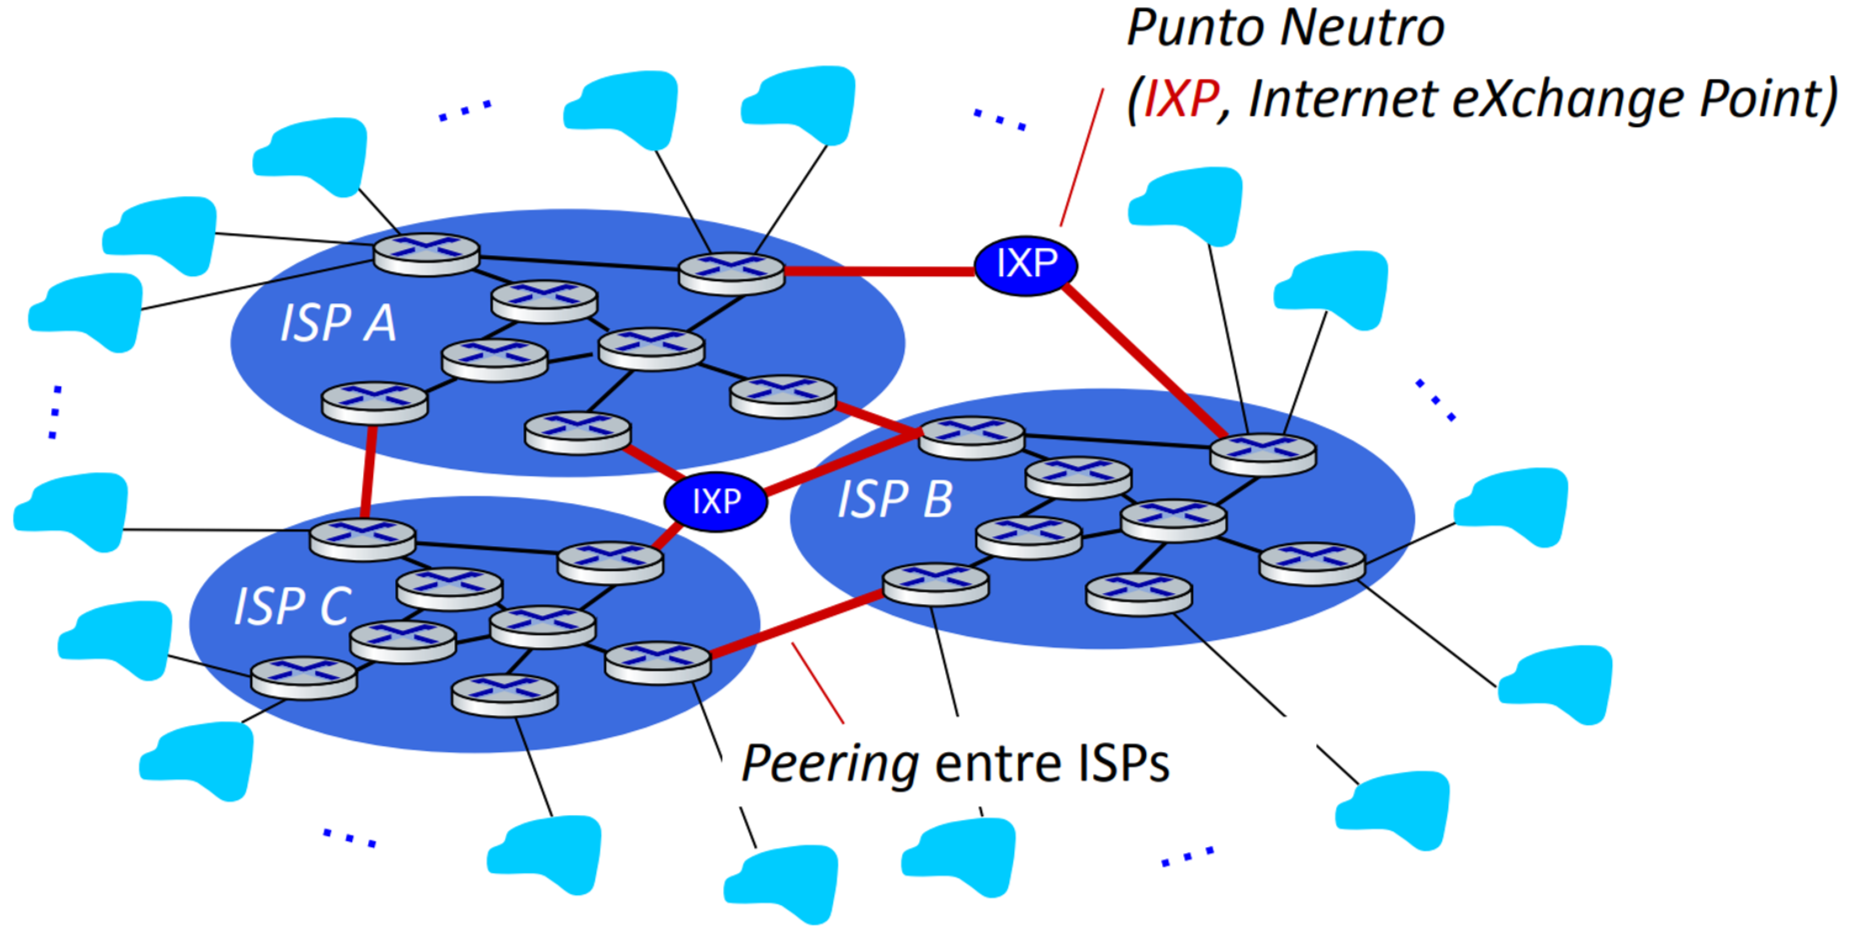 Punto Neutro
(IXP, Internet eXchange Point)
IXP
ISP A
ISP B
IXP
ISP C
Peering entre ISPs